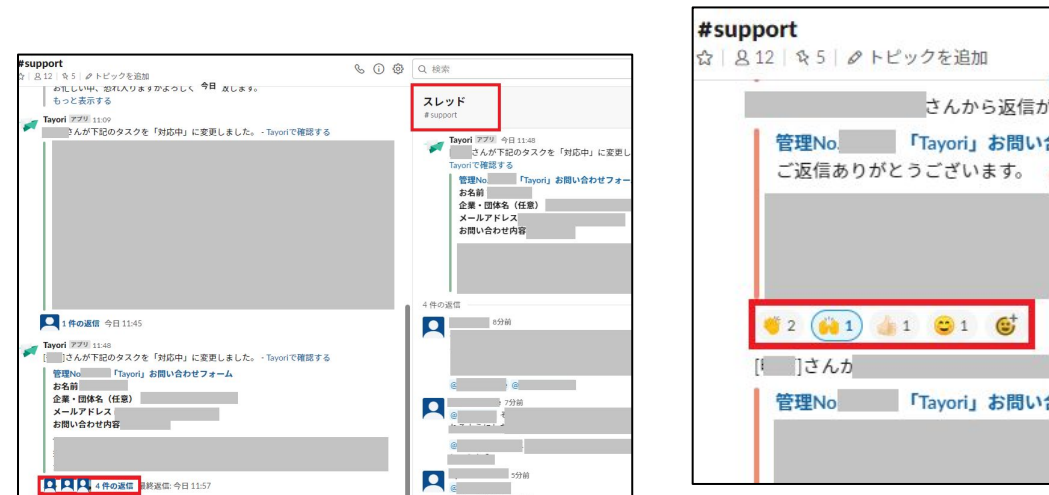 #support
☆ | 12 | 5 | トピックを追加
お忙しい中、恐れ入りますがよろしく 今日 致します。
もっと表示する
Tayori アプリ 11:09
さんが下記のタスクを「対応中」に変更しました。 - Tayoriで確認する
1 件の返信 今日 11:45
Tayori アプリ 11:48
[ ]さんが下記のタスクを「対応中」に変更しました。 - Tayoriで確認する
管理No 「Tayori」お問い合わせフォーム
お名前
企業・団体名（任意）
メールアドレス
お問い合わせ内容
4 件の返信 最終返信: 今日 11:57
検索
スレッド
#support
Tayori アプリ 今日 11:48
さんが下記のタスクを「対応中」に変更し
Tayoriで確認する
管理No. 「Tayori」お問い合わせフォー
お名前
企業・団体名（任意）
メールアドレス
お問い合わせ内容
4 件の返信
8分前
@ @
7分前
@
@
5分前
@
#support
☆ | 12 | 5 | トピックを追加
さんから返信が
管理No. 「Tayori」お問い
ご返信ありがとうございます。
2 1 1 1
[ ]さんか
管理No 「Tayori」お問い